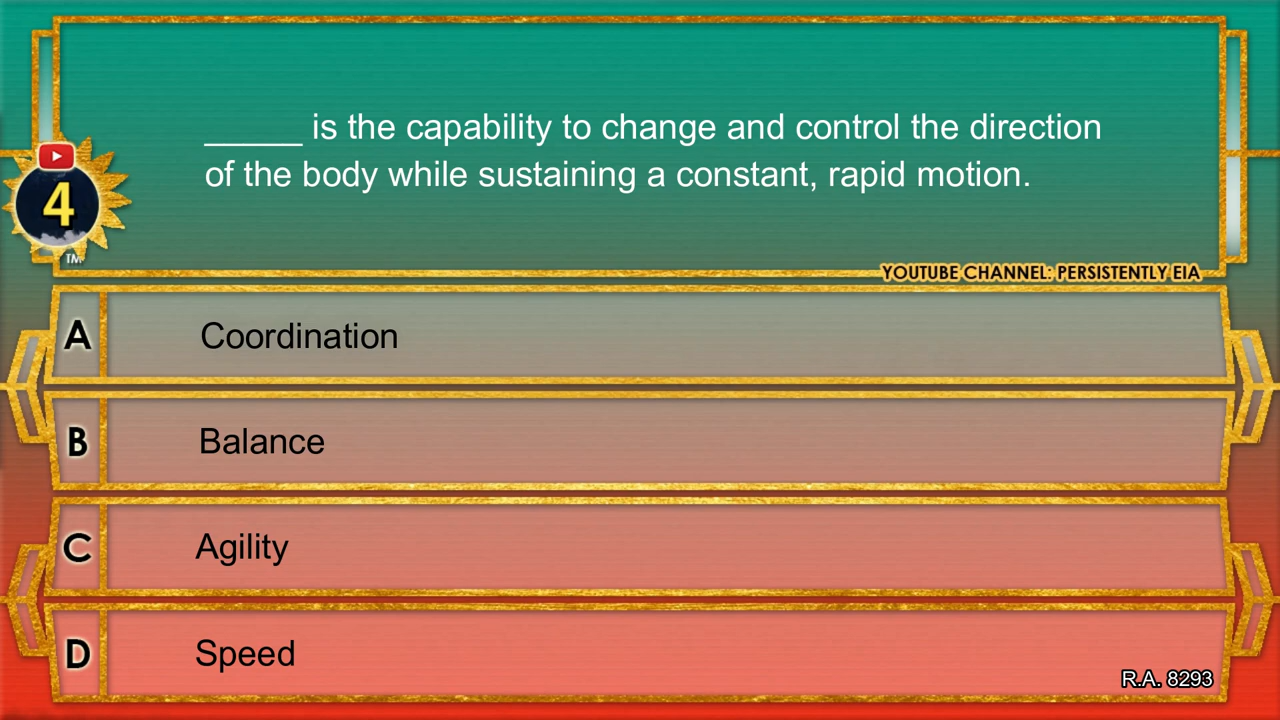 _____ is the capability to change and control the direction
of the body while sustaining a constant, rapid motion.
4
TM
YOUTUBE CHANNEL: PERSISTENTLY EIA
A Coordination
B Balance
C Agility
D Speed
R.A. 8293